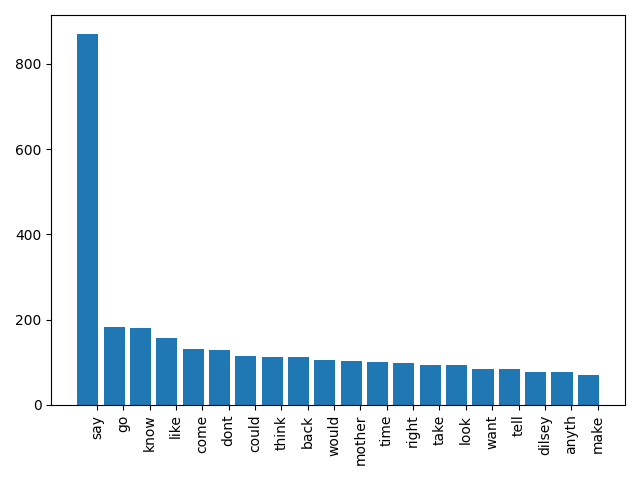 800
600
400
200
0
say
go
know
like
come
dont
could
think
back
would
mother
time
right
take
look
want
tell
dilsey
anyth
make